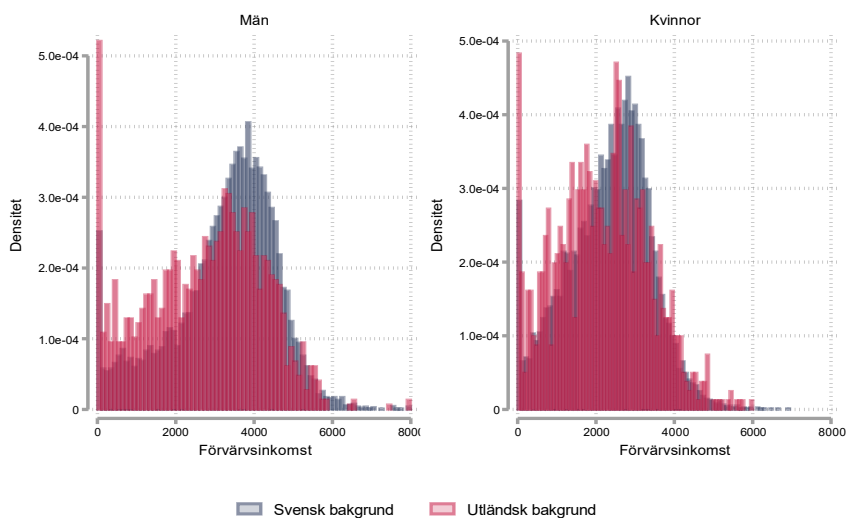 Män
Kvinnor
5.0e-04
4.0e-04
3.0e-04
2.0e-04
1.0e-04
0
Densitet
0 2000 4000 6000 8000
Förvärvsinkomst
5.0e-04
4.0e-04
3.0e-04
2.0e-04
1.0e-04
0
Densitet
0 2000 4000 6000 8000
Förvärvsinkomst
Svensk bakgrund Utländsk bakgrund